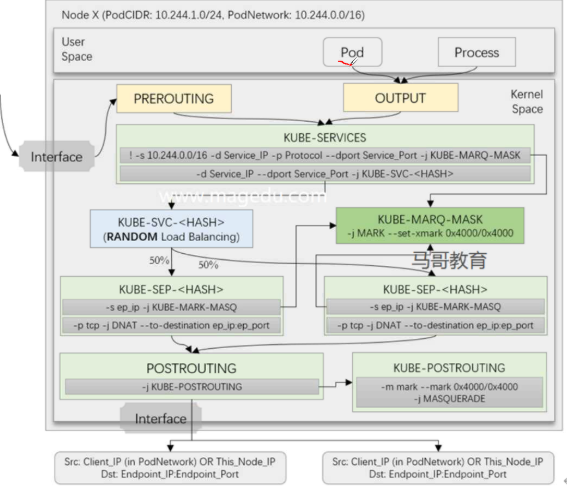 Node X (PodCIDR: 10.244.1.0/24, PodNetwork: 10.244.0.0/16)
User
Space
Pod
Process
Kernel
Space
PREROUTING
OUTPUT
Interface
KUBE-SERVICES
! -s 10.244.0.0/16 -d Service_IP -p Protocol --dport Service_Port -j KUBE-MARQ-MASK
-d Service_IP --dport Service_Port -j KUBE-SVC-<HASH>
www.magedu.com
KUBE-SVC-<HASH>
(RANDOM Load Balancing)
KUBE-MARQ-MASK
-j MARK --set-xmark 0x4000/0x4000
马哥教育
50%
50%
KUBE-SEP-<HASH>
-s ep_ip -j KUBE-MARK-MASQ
-p tcp -j DNAT --to-destination ep_ip:ep_port
KUBE-SEP-<HASH>
-s ep_ip -j KUBE-MARK-MASQ
-p tcp -j DNAT --to-destination ep_ip:ep_port
POSTROUTING
-j KUBE-POSTROUTING
KUBE-POSTROUTING
-m mark --mark 0x4000/0x4000
-j MASQUERADE
Interface
Src: Client_IP (in PodNetwork) OR This_Node_IP
Dst: Endpoint_IP:Endpoint_Port
Src: Client_IP (in PodNetwork) OR This_Node_IP
Dst: Endpoint_IP:Endpoint_Port